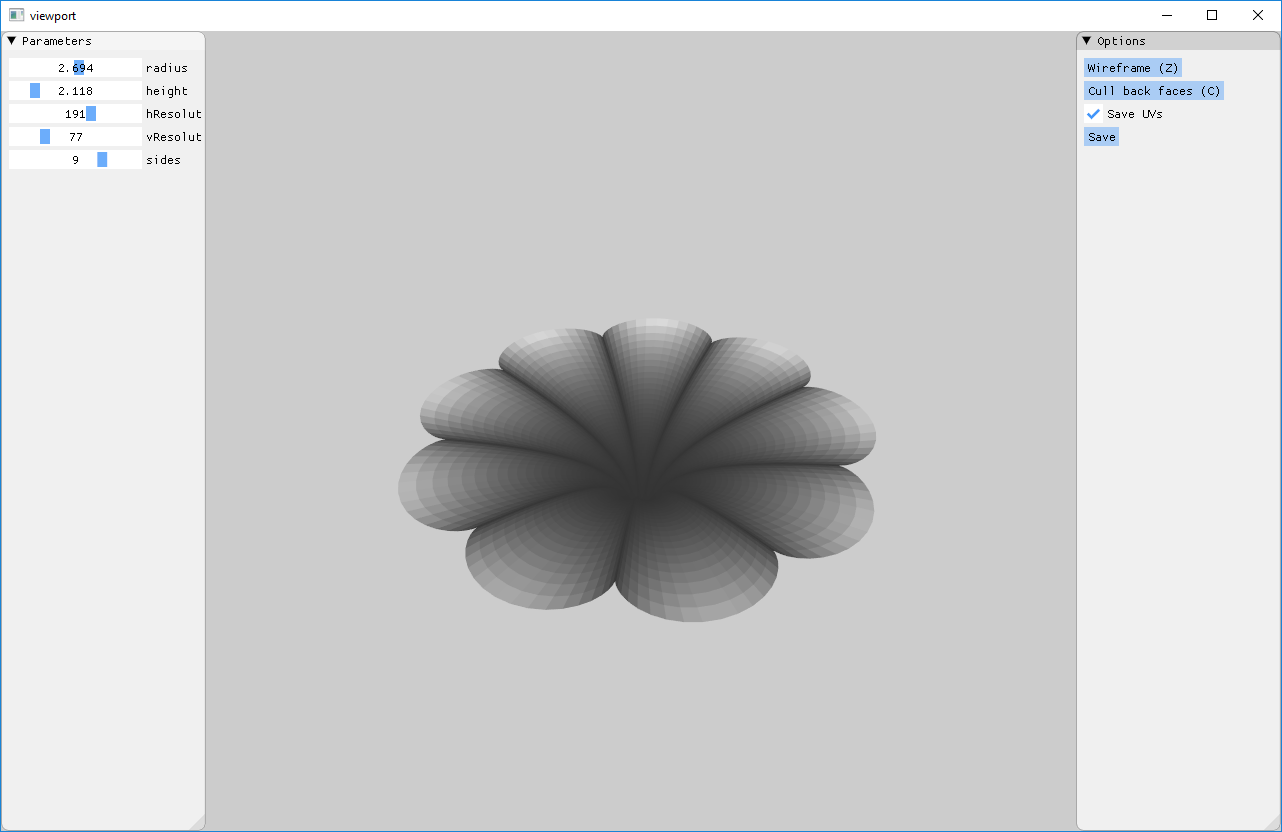 viewport
Parameters
2.694 radius
2.118 height
191 hResolut
77 vResolut
9 sides
Options
Wireframe (Z)
Cull back faces (C)
Save UVs
Save